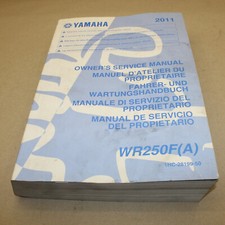 YAMAHA
2011
OWNER'S SERVICE MANUAL
MANUEL D'ATELIER DU
PROPRIETAIRE
FAHRER- UND
WARTUNGSHANDBUCH
MANUALE DI SERVIZIO DEL
PROPRIETARIO
MANUAL DE SERVICIO
DEL PROPIETARIO
WR250F(A)